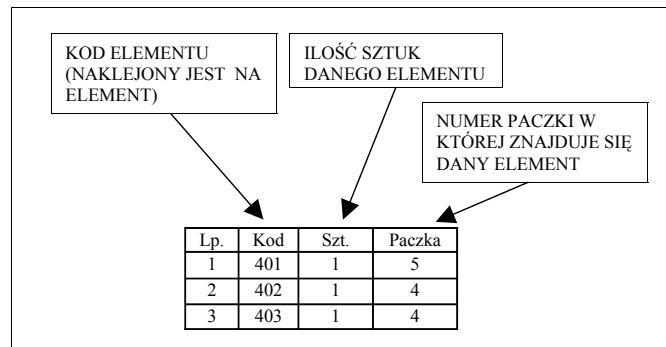 KOD ELEMENTU
(NAKLEJONY JEST NA
ELEMENT)
ILOŚĆ SZTUK
DANEGO ELEMENTU
NUMER PACZKI W
KTÓREJ ZNAJDUJE SIĘ
DANY ELEMENT
Lp. Kod Szt. Paczka
1 401 1 5
2 402 1 4
3 403 1 4